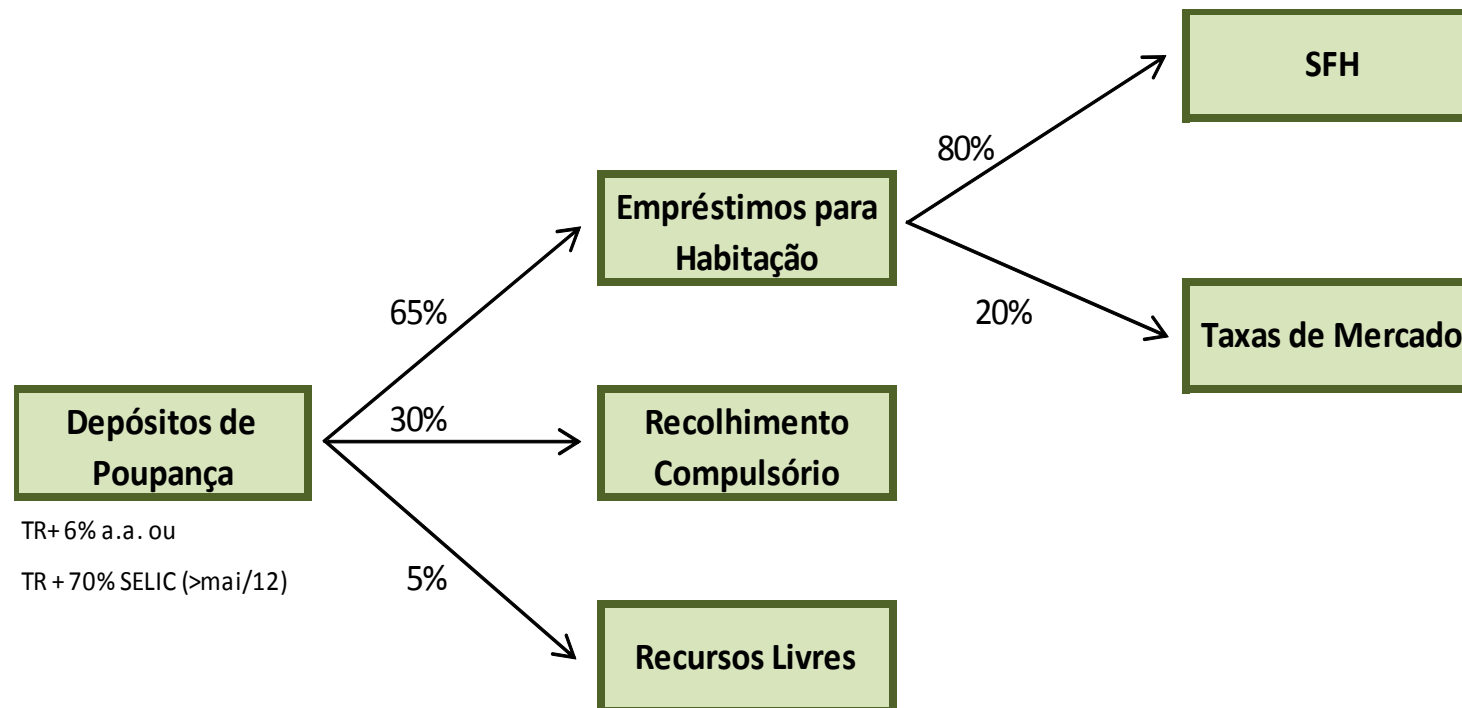 SFH
80%
Empréstimos para
Habitação
20%
65%
Taxas de Mercado
Depósitos de
Poupança
30%
Recolhimento
Compulsório
TR+ 6% a.a. ou
TR + 70% SELIC (>mai/12)
5%
Recursos Livres